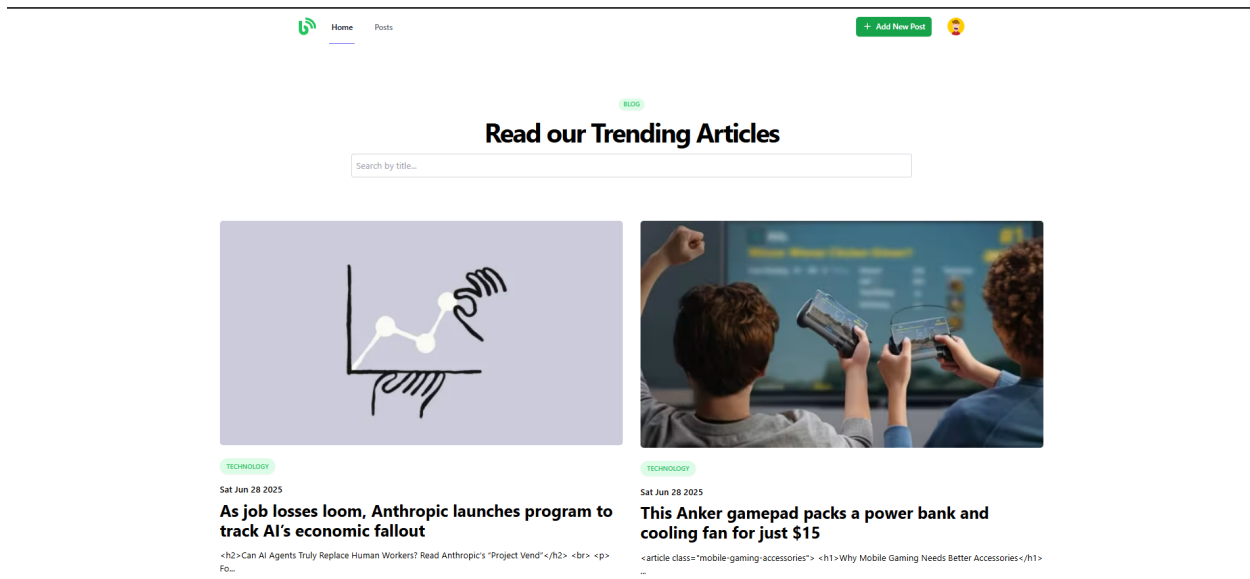 Home
Posts
+ Add New Post
BLOG
Read our Trending Articles
Search by title...
#1
TECHNOLOGY
Sat Jun 28 2025
As job losses loom, Anthropic launches program to
track AI’s economic fallout
<h2>Can AI Agents Truly Replace Human Workers? Read Anthropic's "Project Vend"</h2> <br> <p>
Fo...
TECHNOLOGY
Sat Jun 28 2025
This Anker gamepad packs a power bank and
cooling fan for just $15
<article class="mobile-gaming-accessories"> <h1>Why Mobile Gaming Needs Better Accessories</h1>
...